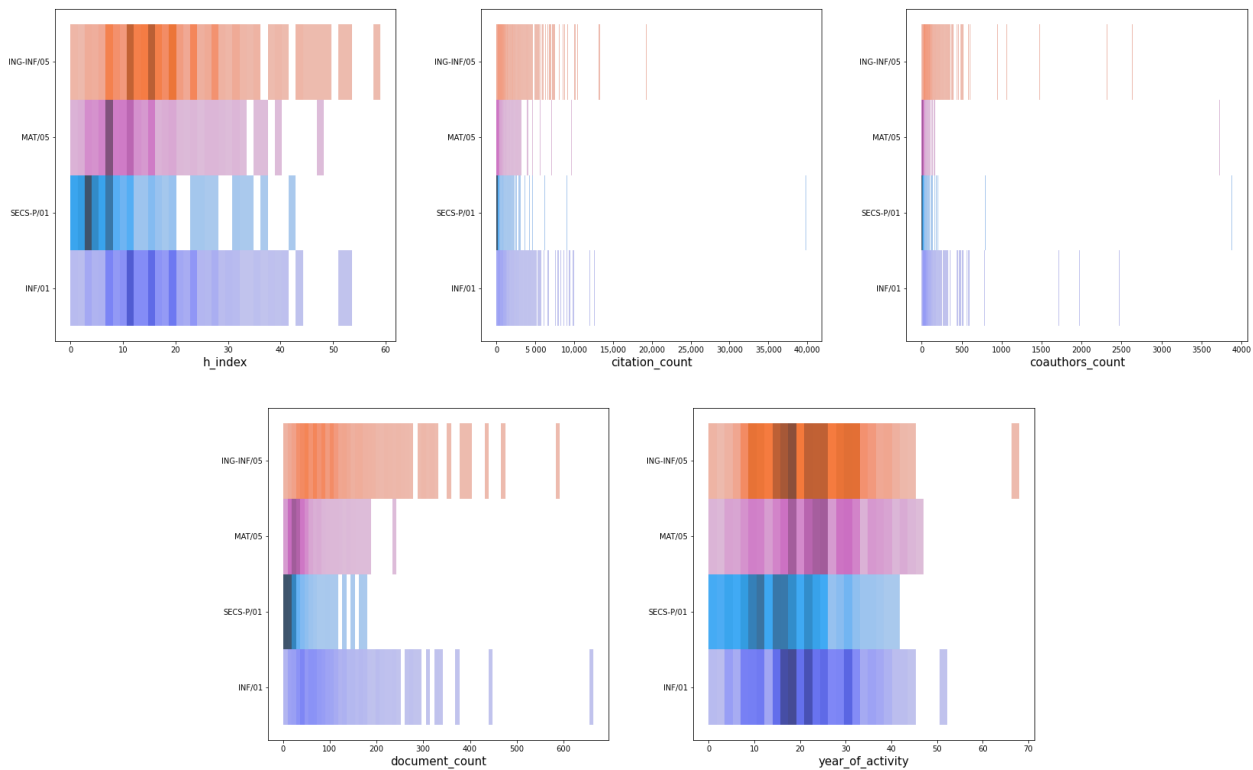 ING-INF/05
MAT/05
SECS-P/01
INF/01
0 10 20 30 40 50 60
h_index
ING-INF/05
MAT/05
SECS-P/01
INF/01
0 5 000 10,000 15,000 20,000 25,000 30,000 35,000 40,000
citation_count
ING-INF/05
MAT/05
SECS-P/01
INF/01
0 500 1000 1500 2000 2500 3000 3500 4000
coauthors_count
ING-INF/05
MAT/05
SECS-P/01
INF/01
0 100 200 300 400 500 600
document_count
ING-INF/05
MAT/05
SECS-P/01
INF/01
0 10 20 30 40 50 60 70
year_of_activity